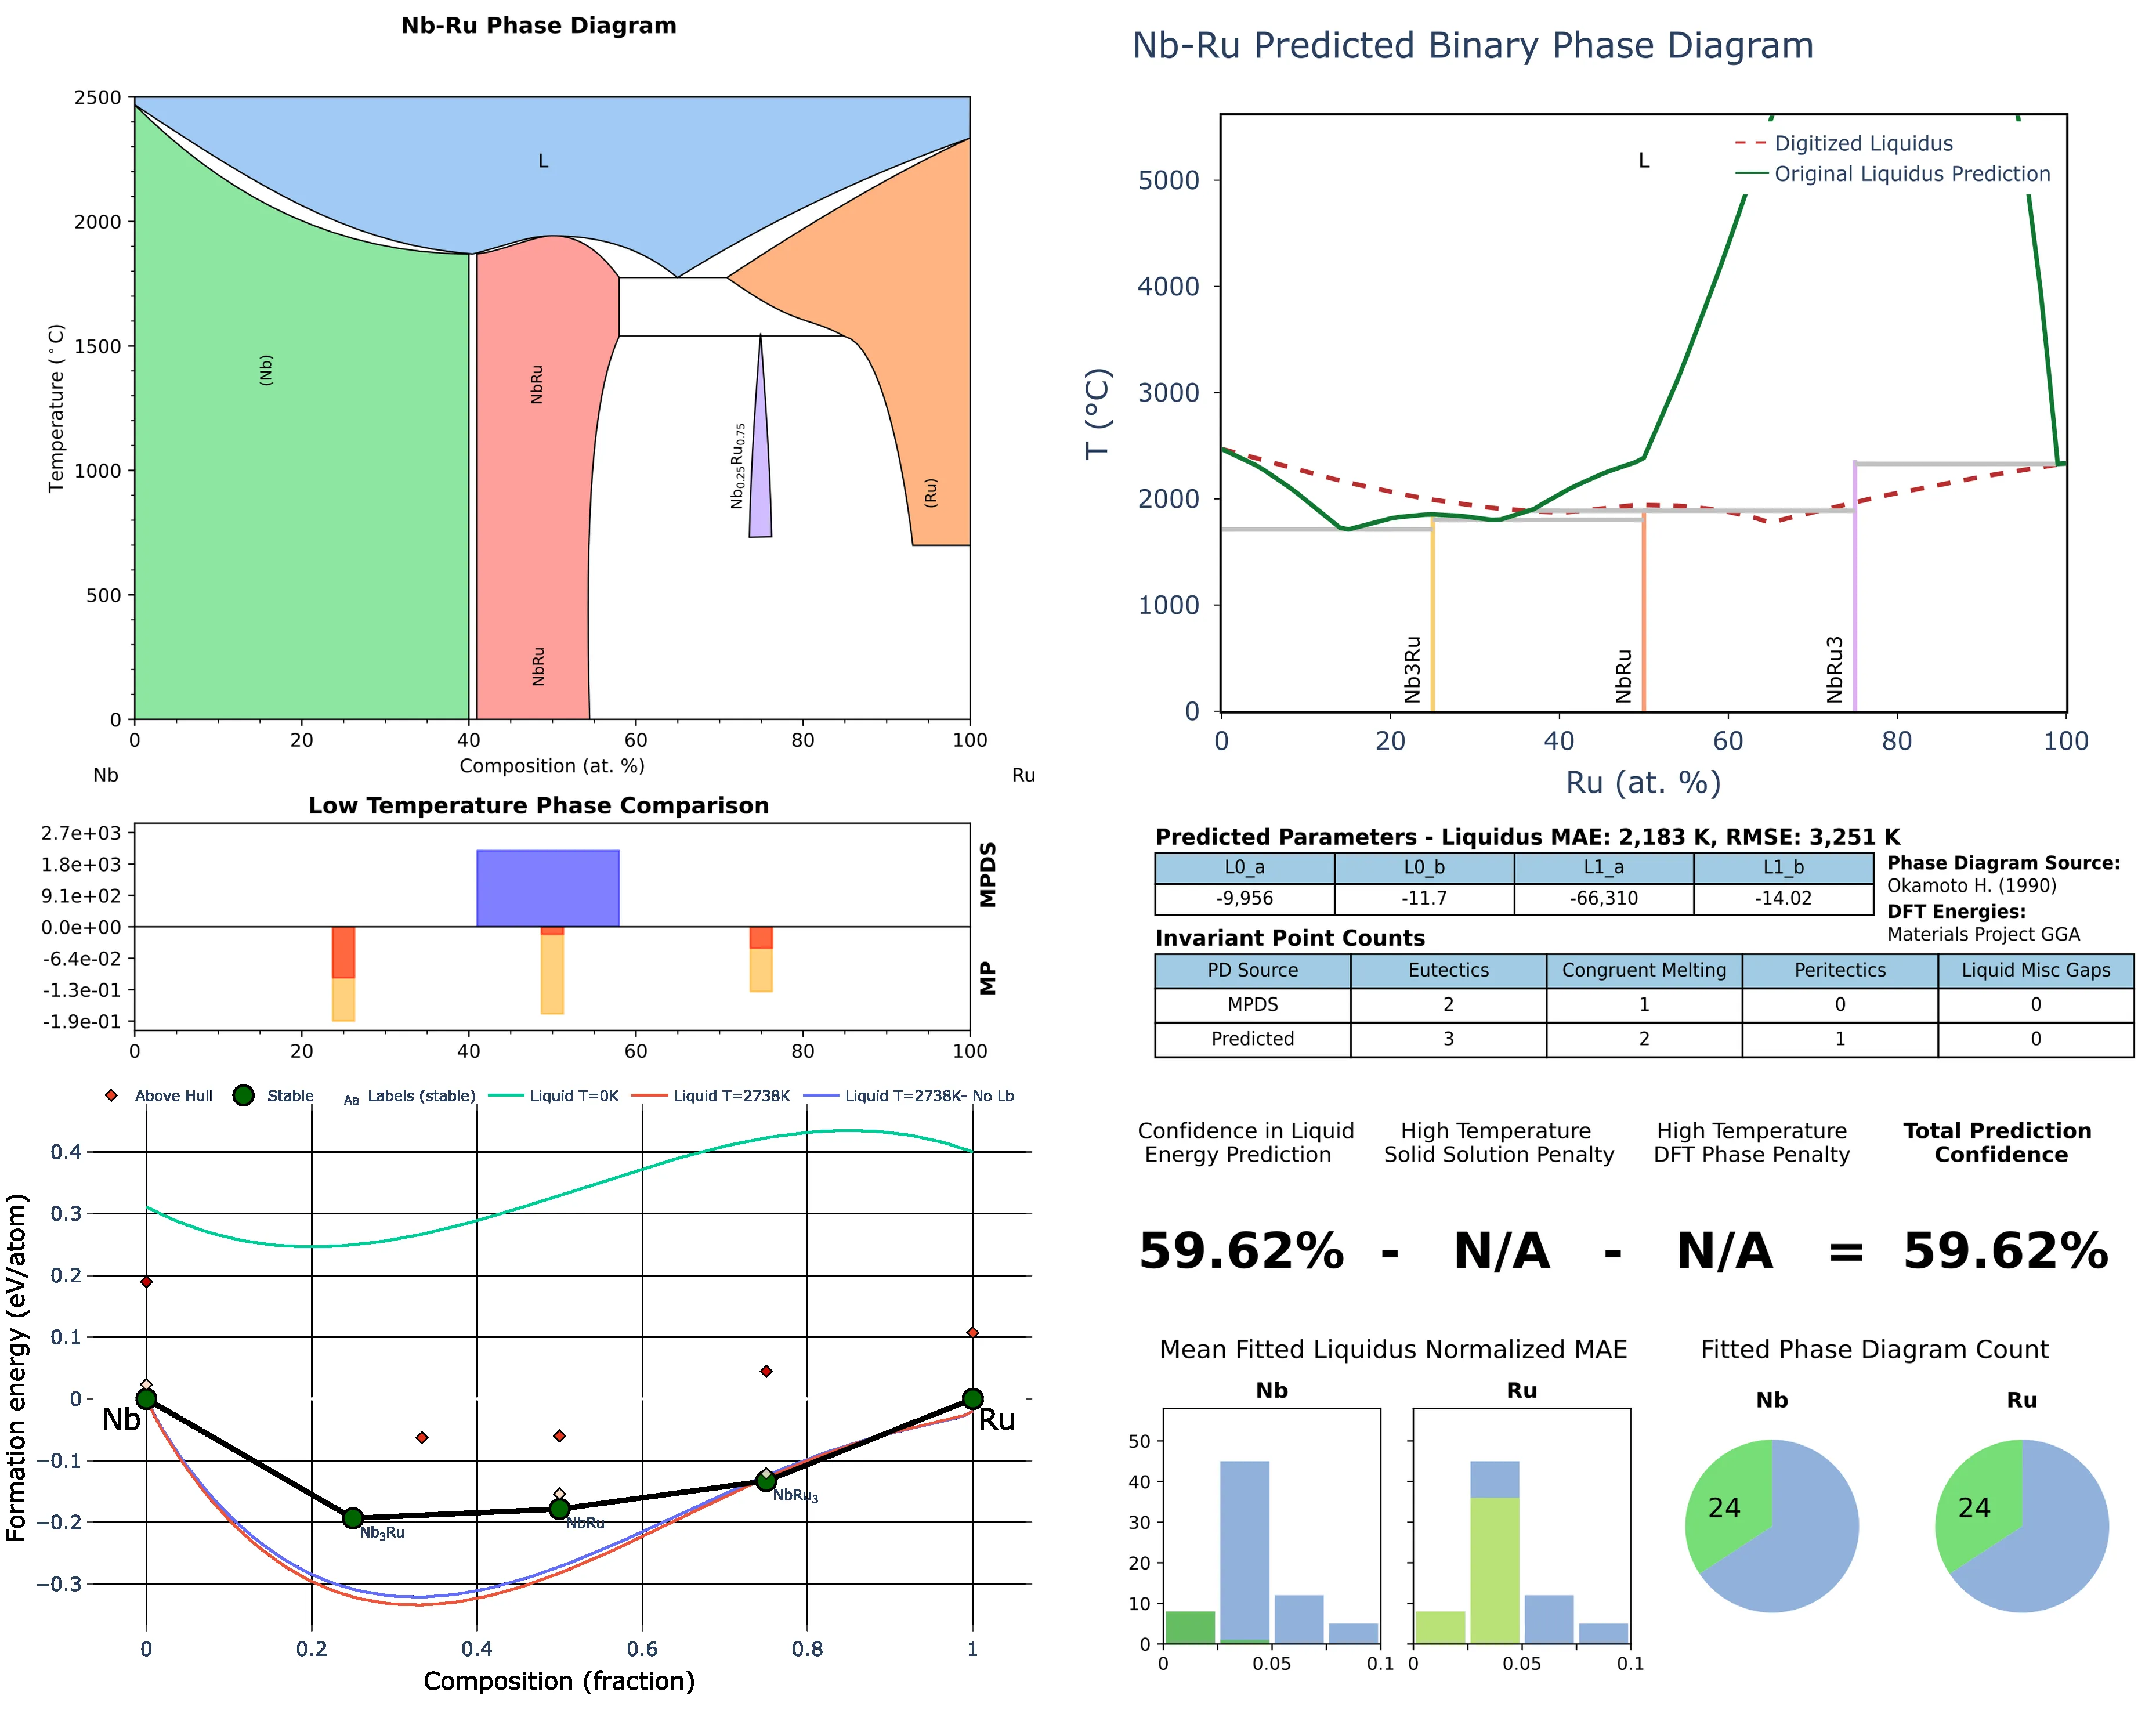 Nb-Ru Phase Diagram
2500
2000
1500
1000
500
0
Temperature (°C)
L
(Nb)
NbRu
NbRu
Nb0.25Ru0.75
(Ru)
0 20 40 60 80 100
Composition (at. %)
Nb Ru
Low Temperature Phase Comparison
2.7e+03
1.8e+03
9.1e+02
0.0e+00
-6.4e-02
-1.3e-01
-1.9e-01
MPDS
MP
0 20 40 60 80 100
Above Hull Stable Aa Labels (stable) Liquid T=0K Liquid T=2738K Liquid T=2738K- No Lb
0.4
0.3
0.2
0.1
0
−0.1
−0.2
−0.3
Formation energy (eV/atom)
Nb
Ru
Nb3Ru
NbRu
NbRu3
0 0.2 0.4 0.6 0.8 1
Composition (fraction)
Nb-Ru Predicted Binary Phase Diagram
L
Digitized Liquidus
Original Liquidus Prediction
5000
4000
3000
2000
1000
0
T (°C)
Nb3Ru
NbRu
NbRu3
0 20 40 60 80 100
Ru (at. %)
Predicted Parameters - Liquidus MAE: 2,183 K, RMSE: 3,251 K
L0_a L0_b L1_a L1_b
-9,956 -11.7 -66,310 -14.02
Phase Diagram Source:
Okamoto H. (1990)
DFT Energies:
Materials Project GGA
Invariant Point Counts
PD Source Eutectics Congruent Melting Peritectics Liquid Misc Gaps
MPDS 2 1 0 0
Predicted 3 2 1 0
Confidence in Liquid
Energy Prediction
High Temperature
Solid Solution Penalty
High Temperature
DFT Phase Penalty
Total Prediction
Confidence
59.62% - N/A - N/A = 59.62%
Mean Fitted Liquidus Normalized MAE
Nb
Ru
50
40
30
20
10
0
0 0.05 0.1
0 0.05 0.1
Fitted Phase Diagram Count
Nb
Ru
24
24